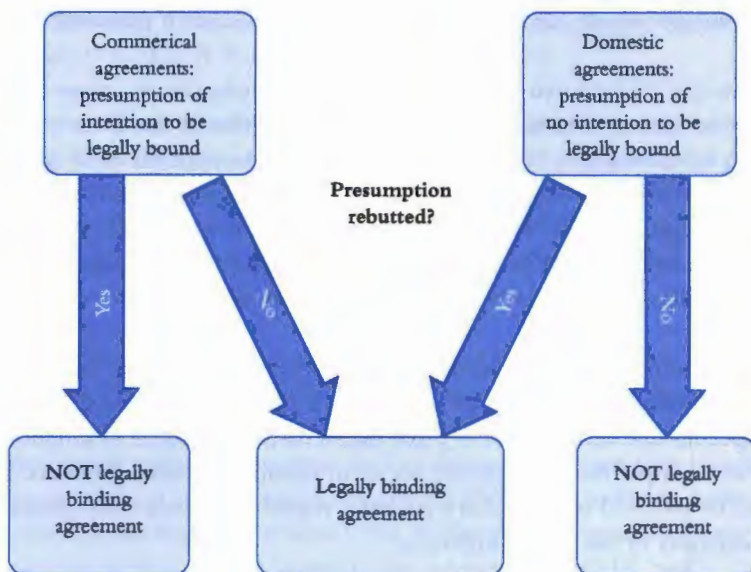 Commerical
agreements:
presumption of
intention to be
legally bound
Domestic
agreements:
presumption of
no intention to be
legally bound
Presumption
rebutted?
Yes
No
Yes
No
NOT legally
binding
agreement
Legally binding
agreement
NOT legally
binding
agreement